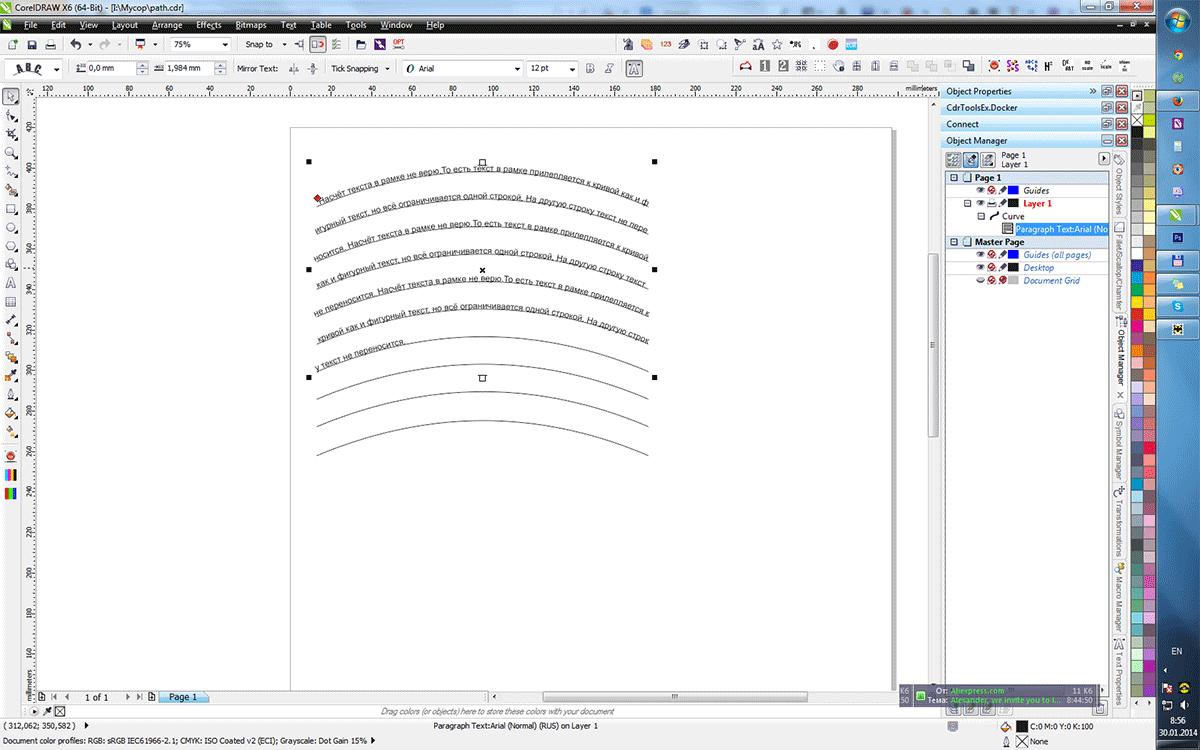 CorelDRAW X6 (64-Bit) - [I:\Мусор\path.cdr]
File Edit View Layout Arrange Effects Bitmaps Text Table Tools Window Help
75% Snap to 123 OPT
ABC 0,0 mm 1,984 mm Mirror Text: Tick Snapping O Arial 12 pt
120 100 80 60 40 20 0 20 40 60 80 100 120 140 160 180 200 220 240 260 280 millimeters
Насчёт текста в рамке не верю.То есть текст в рамке прилепляется к кривой как и ф
игурный текст, но всё ограничивается одной строкой. На другую строку текст не пере
носится. Насчёт текста в рамке не верю.То есть текст в рамке прилепляется к кривой
как и фигурный текст, но всё ограничивается одной строкой. На другую строку текст
не переносится. Насчёт текста в рамке не верю.То есть текст в рамке прилепляется к
кривой как и фигурный текст, но всё ограничивается одной строкой. На другую строк
у текст не переносится.
Object Properties
CdrToolsEx.Docker
Connect
Object Manager
Page 1
Layer 1
Page 1
Guides
Layer 1
Curve
Paragraph Text:Arial (No
Master Page
Guides (all pages)
Desktop
Document Grid
Object Styles
Fillet/Scallop/Chamfer
Object Manager
Symbol Manager
Transformations
Macro Manager
Text Properties
1 of 1 Page 1
От: Aliexpress.com 11 K6
Тема: Alexander, we invite you to l... 8:44:50
Drag colors (or objects) here to store these colors with your document
( 312,062; 350,582 ) Paragraph Text:Arial (Normal) (RUS) on Layer 1 C:0 M:0 Y:0 K:100
Document color profiles: RGB: sRGB IEC61966-2.1; CMYK: ISO Coated v2 (ECI); Grayscale: Dot Gain 15% None
EN
8:56
30.01.2014